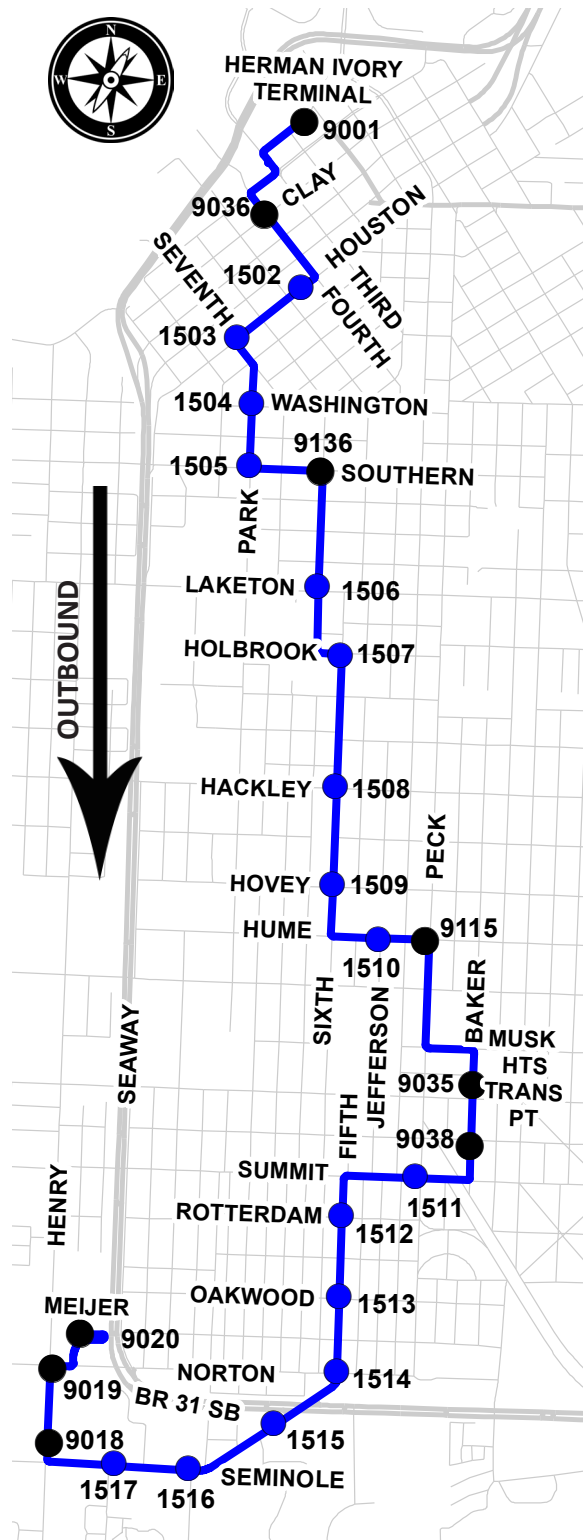 N
W
E
S
HERMAN IVORY
TERMINAL
9001
CLAY
9036
HOUSTON
SEVENTH
1502
THIRD
FOURTH
1503
1504
WASHINGTON
9136
1505
SOUTHERN
PARK
LAKETON
1506
OUTBOUND
HOLBROOK
1507
HACKLEY
1508
PECK
HOVEY
1509
HUME
9115
1510
SIXTH
JEFFERSON
BAKER
SEAWAY
MUSK
HTS
TRANS
PT
9035
9038
FIFTH
SUMMIT
1511
HENRY
ROTTERDAM
1512
OAKWOOD
1513
MEIJER
9020
NORTON
1514
9019
BR 31 SB
1515
9018
SEMINOLE
1517
1516